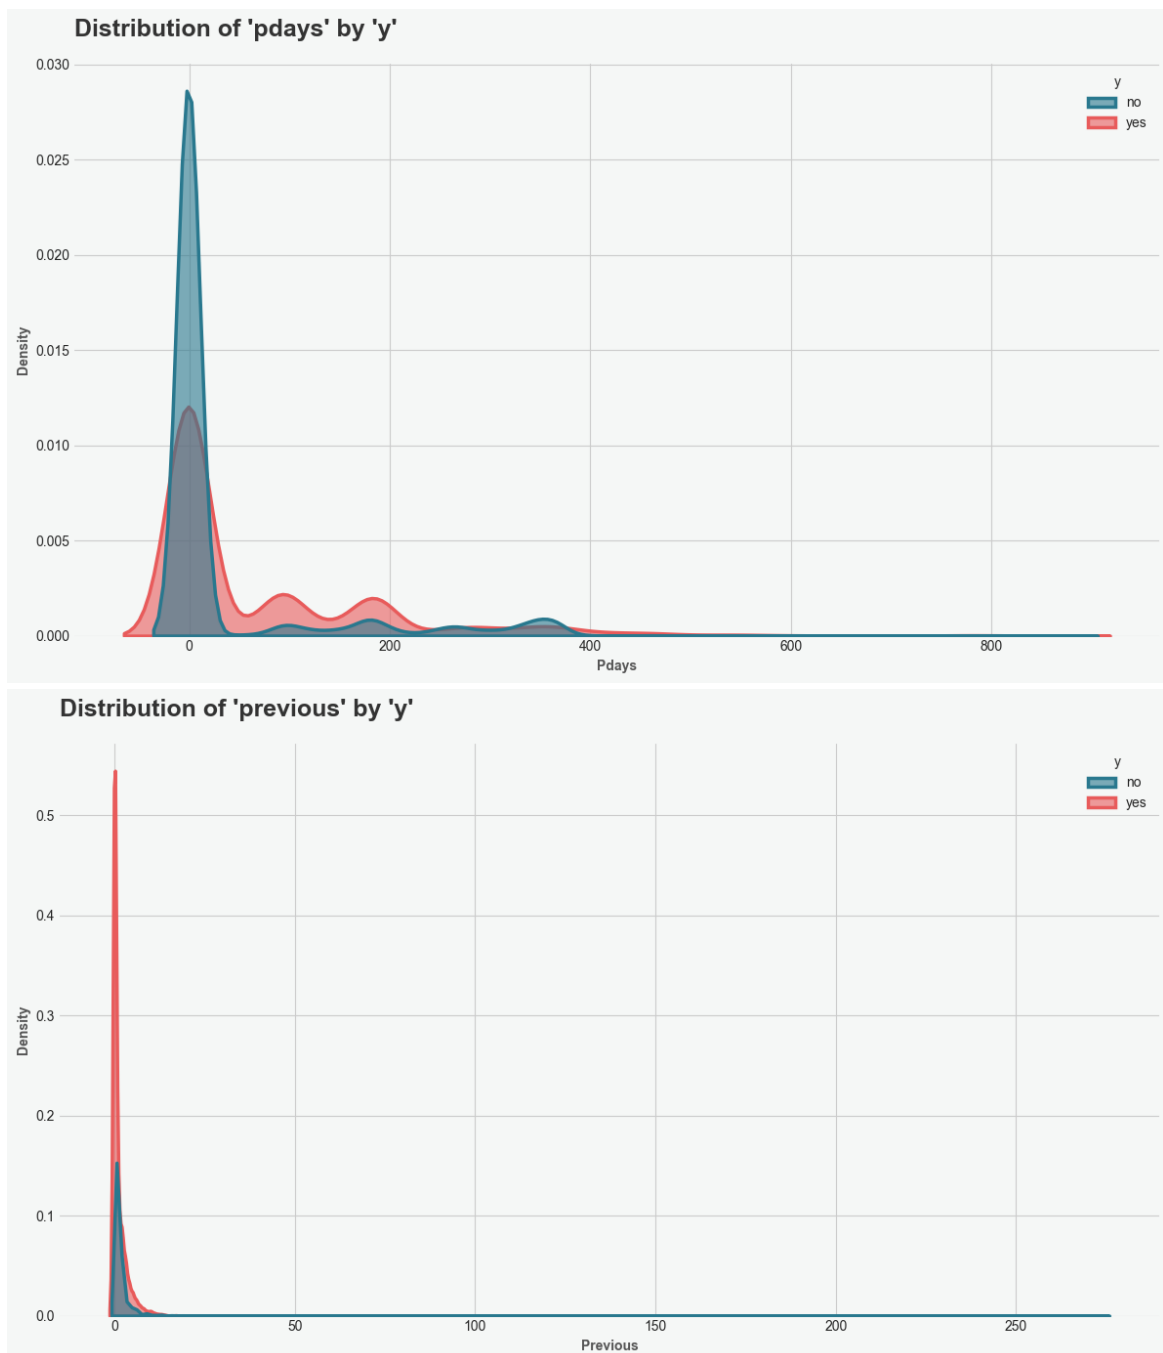 Distribution of 'pdays' by 'y'
0.030
0.025
0.020
0.015
0.010
0.005
0.000
Density
y
no
yes
0
200
400
600
800
Pdays
Distribution of 'previous' by 'y'
0.5
0.4
0.3
0.2
0.1
0.0
Density
y
no
yes
0
50
100
150
200
250
Previous